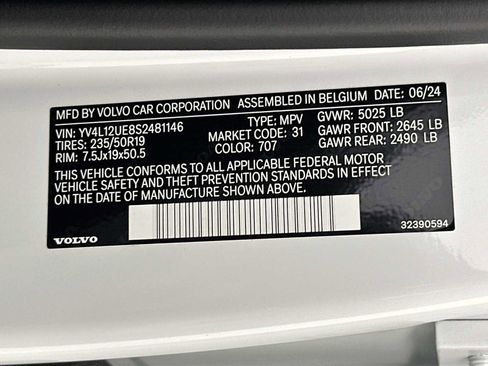 MFD BY VOLVO CAR CORPORATION ASSEMBLED IN BELGIUM DATE: 06/24
VIN: YV4L12UE8S2481146 TYPE: MPV GVWR: 5025 LB
TIRES: 235/50R19 MARKET CODE: 31 GAWR FRONT: 2645 LB
RIM: 7.5Jx19x50.5 COLOR: 707 GAWR REAR: 2490 LB
THIS VEHICLE CONFORMS TO ALL APPLICABLE FEDERAL MOTOR
VEHICLE SAFETY AND THEFT PREVENTION STANDARDS IN EFFECT
ON THE DATE OF MANUFACTURE SHOWN ABOVE.
VOLVO 32390594